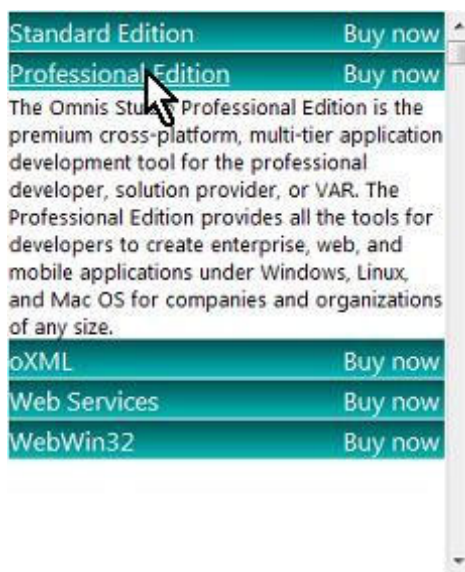 Standard Edition Buy now
Professional Edition Buy now
The Omnis Professional Edition is the
premium cross-platform, multi-tier application
development tool for the professional
developer, solution provider, or VAR. The
Professional Edition provides all the tools for
developers to create enterprise, web, and
mobile applications under Windows, Linux,
and Mac OS for companies and organizations
of any size.
oXML Buy now
Web Services Buy now
WebWin32 Buy now